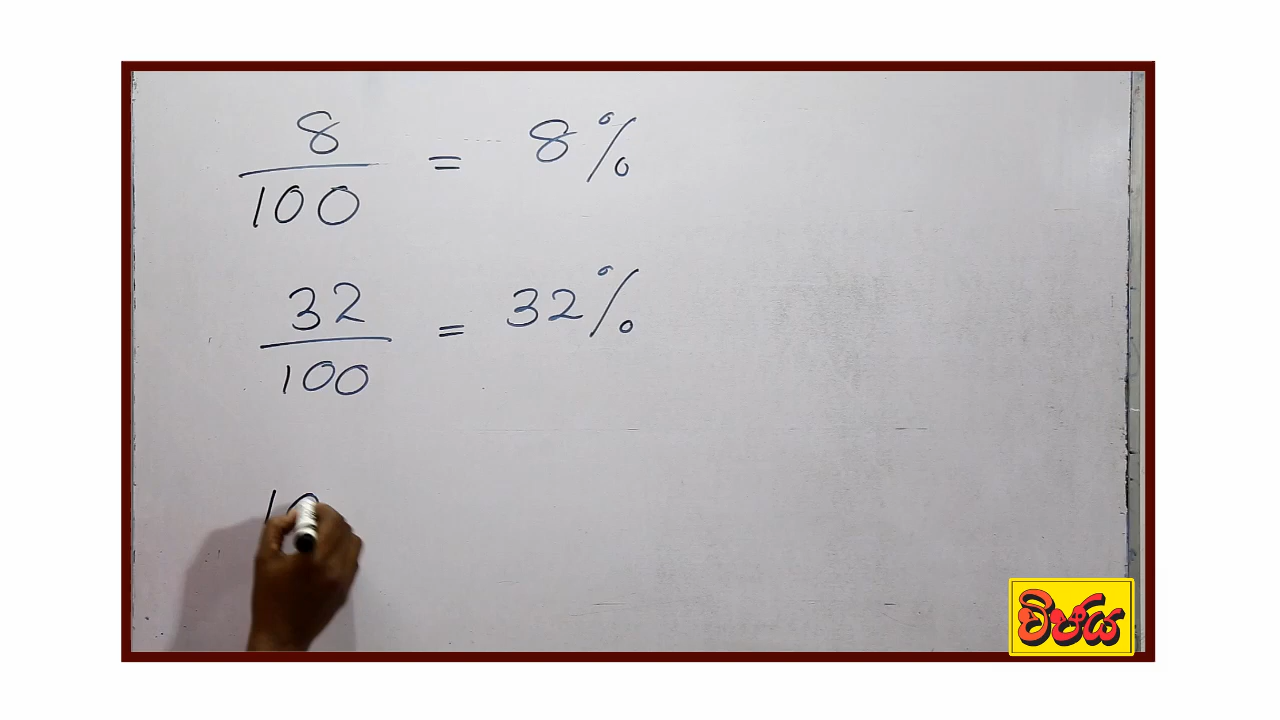 8/100 = 8%
32/100 = 32%
විජය